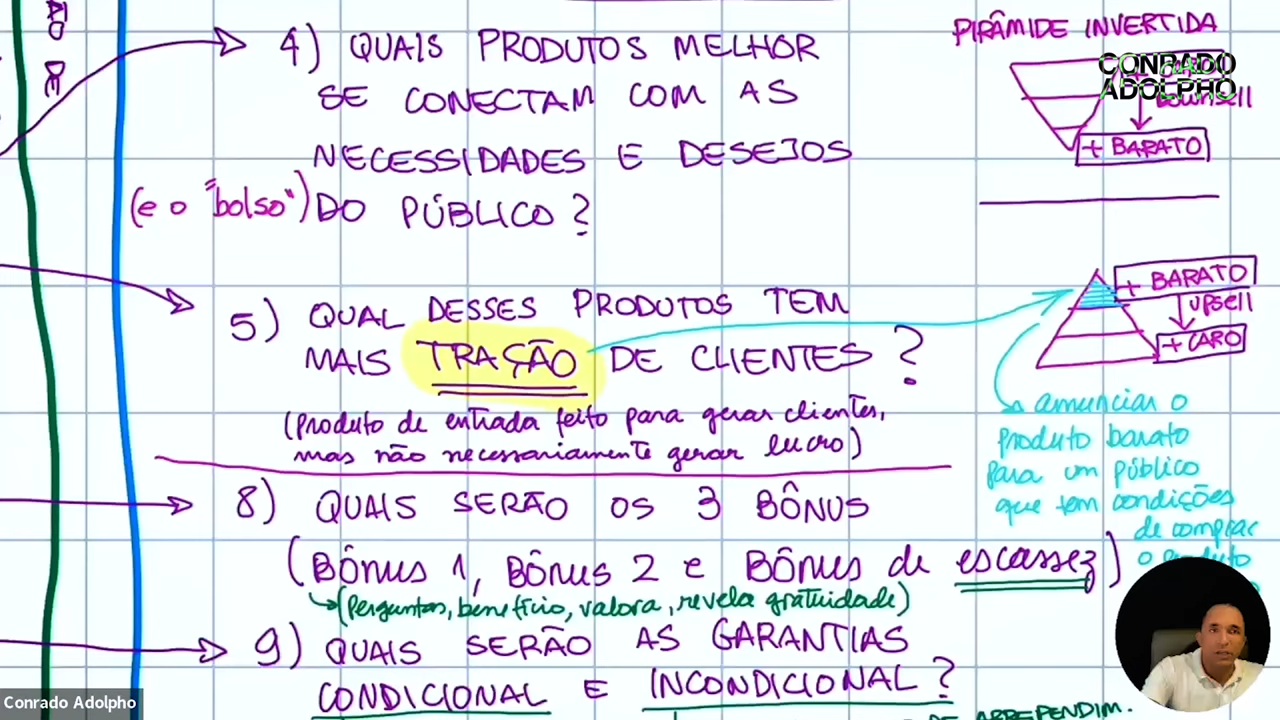 4) QUAIS PRODUTOS MELHOR
SE CONECTAM COM AS
NECESSIDADES E DESEJOS
(e o "bolso") DO PÚBLICO?
PIRÂMIDE INVERTIDA
CONRADO
ADOLPHO
DOWNSELL
+ BARATO
5) QUAL DESSES PRODUTOS TEM
MAIS TRAÇÃO DE CLIENTES?
(produto de entrada feito para gerar clientes,
mas não necessariamente gerar lucro)
+ BARATO
UPSELL
+ CARO
anunciar o
produto barato
para um público
que tem condições
de comprar
o produto
8) QUAIS SERÃO OS 3 BÔNUS
(BÔNUS 1, BÔNUS 2 e BÔNUS de escassez)
(perguntas, benefício, valora, revela gratuidade)
9) QUAIS SERÃO AS GARANTIAS
CONDICIONAL E INCONDICIONAL?
DE ARREPENDIM.
Conrado Adolpho